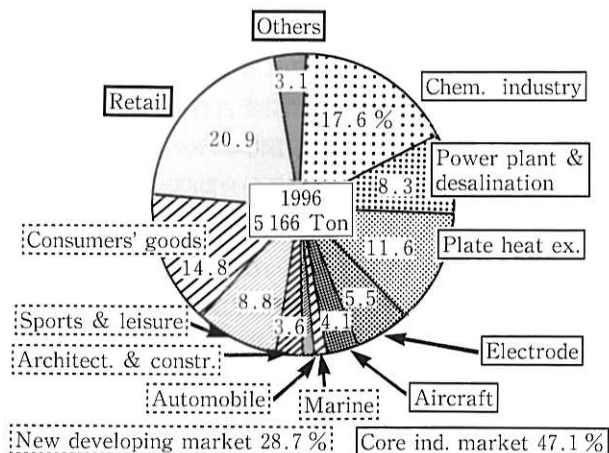 Others
3.1
Chem. industry
17.6 %
Retail
20.9
Power plant &
desalination
8.3
1996
5 166 Ton
Plate heat ex.
11.6
Consumers' goods
14.8
5.5
8.8
4.1
3.6
Sports & leisure
Electrode
Architect. & constr.
Automobile
Marine
Aircraft
New developing market 28.7 %
Core ind. market 47.1 %